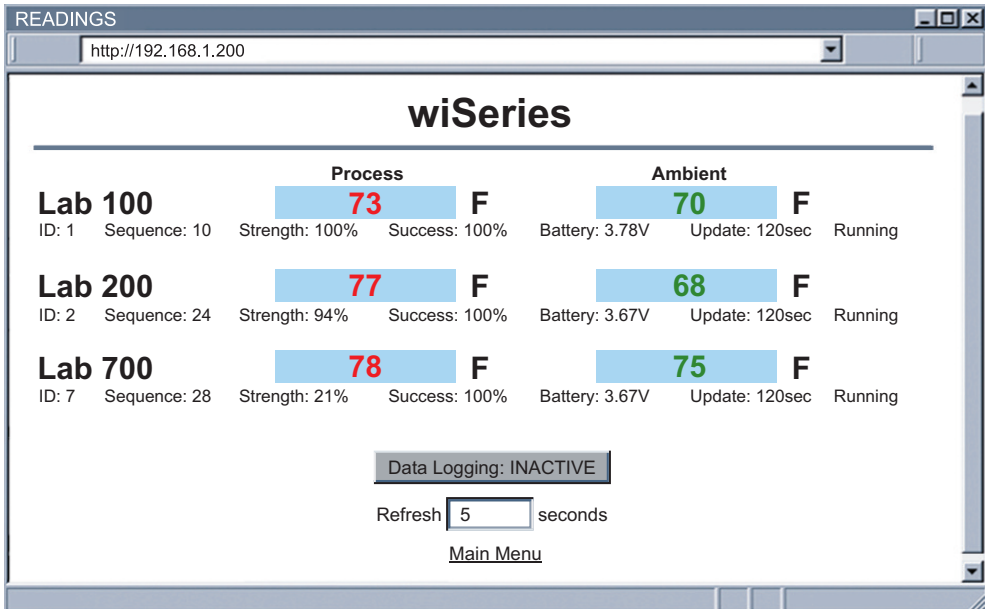 READINGS
http://192.168.1.200
wiSeries
Process Ambient
Lab 100 73 F 70 F
ID: 1 Sequence: 10 Strength: 100% Success: 100% Battery: 3.78V Update: 120sec Running
Lab 200 77 F 68 F
ID: 2 Sequence: 24 Strength: 94% Success: 100% Battery: 3.67V Update: 120sec Running
Lab 700 78 F 75 F
ID: 7 Sequence: 28 Strength: 21% Success: 100% Battery: 3.67V Update: 120sec Running
Data Logging: INACTIVE
Refresh 5 seconds
Main Menu